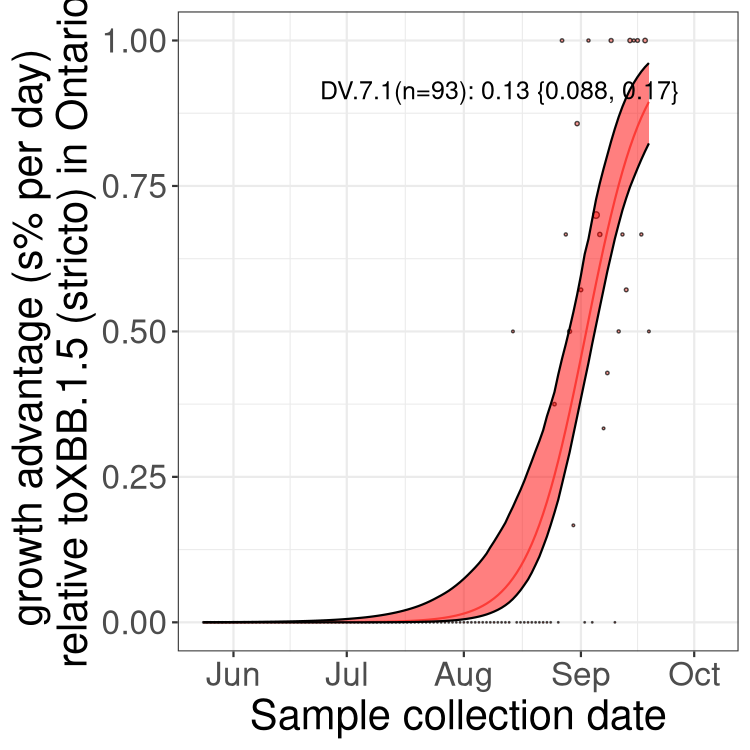 growth advantage (s% per day)
relative toXBB.1.5 (stricto) in Ontario
1.00
0.75
0.50
0.25
0.00
DV.7.1(n=93): 0.13 {0.088, 0.17}
Jun Jul Aug Sep Oct
Sample collection date